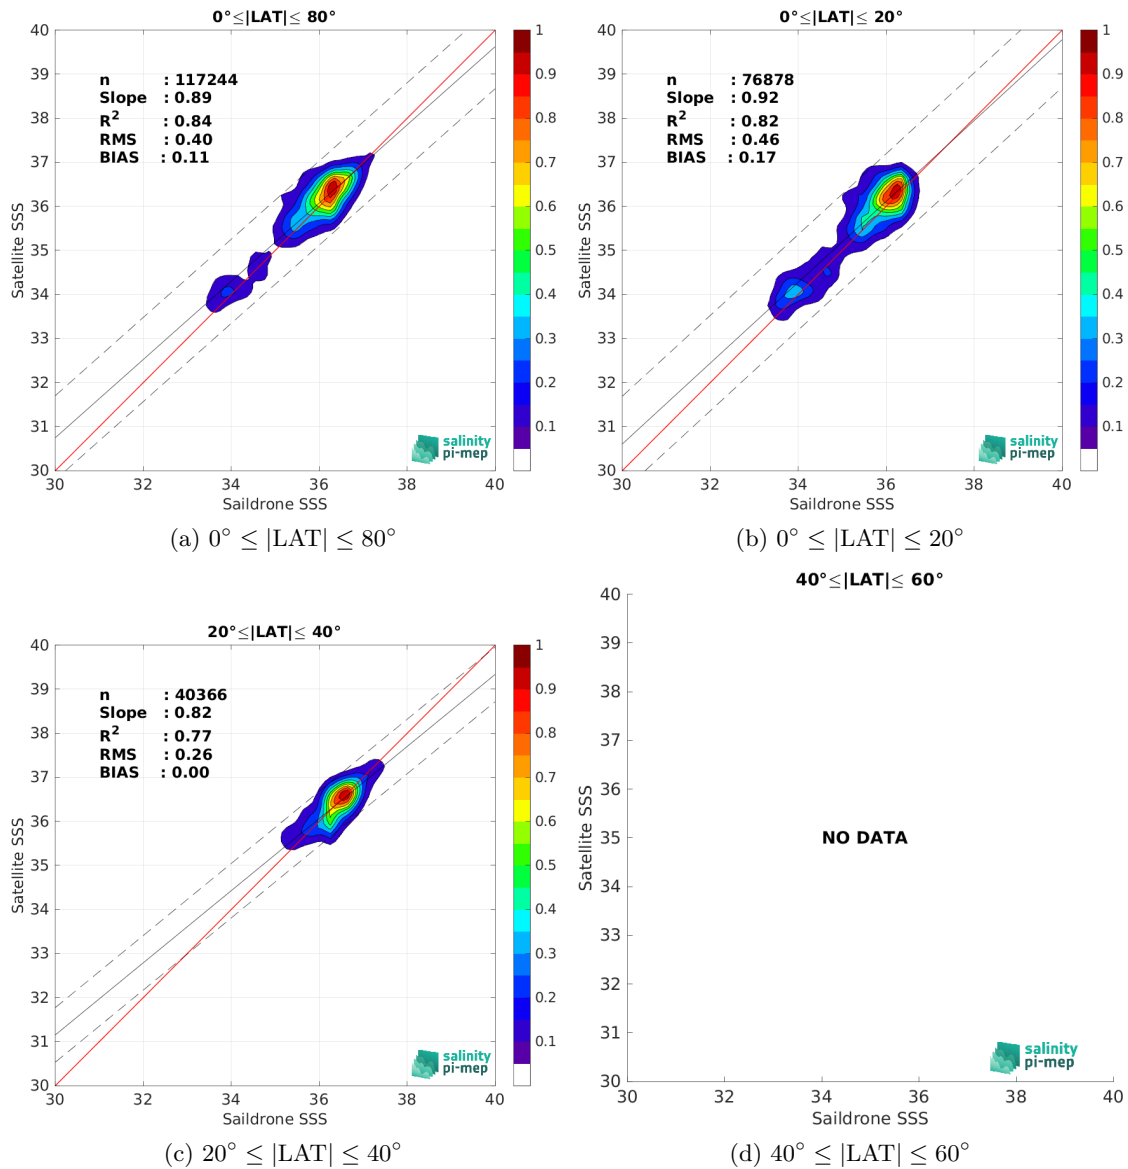 0°≤|LAT|≤ 80°
n : 117244
Slope : 0.89
R² : 0.84
RMS : 0.40
BIAS : 0.11
Satellite SSS
40
39
38
37
36
35
34
33
32
31
30
30 32 34 36 38 40
Saildrone SSS
1
0.9
0.8
0.7
0.6
0.5
0.4
0.3
0.2
0.1
salinity
pi-mep
(a) 0° ≤ |LAT| ≤ 80°
0°≤|LAT|≤ 20°
n : 76878
Slope : 0.92
R² : 0.82
RMS : 0.46
BIAS : 0.17
Satellite SSS
40
39
38
37
36
35
34
33
32
31
30
30 32 34 36 38 40
Saildrone SSS
1
0.9
0.8
0.7
0.6
0.5
0.4
0.3
0.2
0.1
salinity
pi-mep
(b) 0° ≤ |LAT| ≤ 20°
20°≤|LAT|≤ 40°
n : 40366
Slope : 0.82
R² : 0.77
RMS : 0.26
BIAS : 0.00
Satellite SSS
40
39
38
37
36
35
34
33
32
31
30
30 32 34 36 38 40
Saildrone SSS
1
0.9
0.8
0.7
0.6
0.5
0.4
0.3
0.2
0.1
salinity
pi-mep
(c) 20° ≤ |LAT| ≤ 40°
40°≤|LAT|≤ 60°
Satellite SSS
40
39
38
37
36
35
34
33
32
31
30
NO DATA
30 32 34 36 38 40
Saildrone SSS
salinity
pi-mep
(d) 40° ≤ |LAT| ≤ 60°